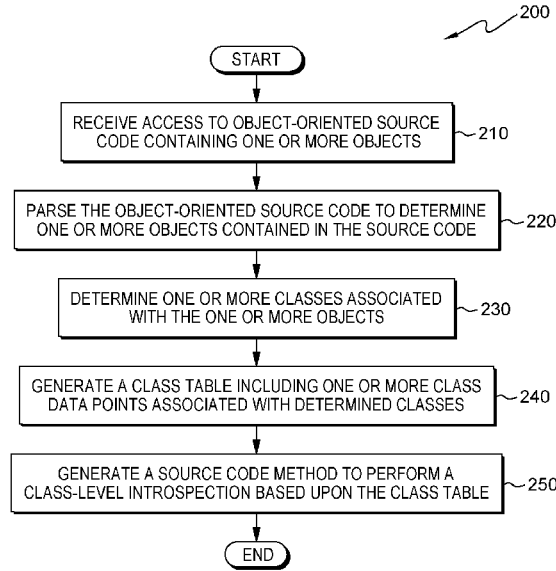 200
START
RECEIVE ACCESS TO OBJECT-ORIENTED SOURCE
CODE CONTAINING ONE OR MORE OBJECTS
210
PARSE THE OBJECT-ORIENTED SOURCE CODE TO DETERMINE
ONE OR MORE OBJECTS CONTAINED IN THE SOURCE CODE
220
DETERMINE ONE OR MORE CLASSES ASSOCIATED
WITH THE ONE OR MORE OBJECTS
230
GENERATE A CLASS TABLE INCLUDING ONE OR MORE CLASS
DATA POINTS ASSOCIATED WITH DETERMINED CLASSES
240
GENERATE A SOURCE CODE METHOD TO PERFORM A
CLASS-LEVEL INTROSPECTION BASED UPON THE CLASS TABLE
250
END